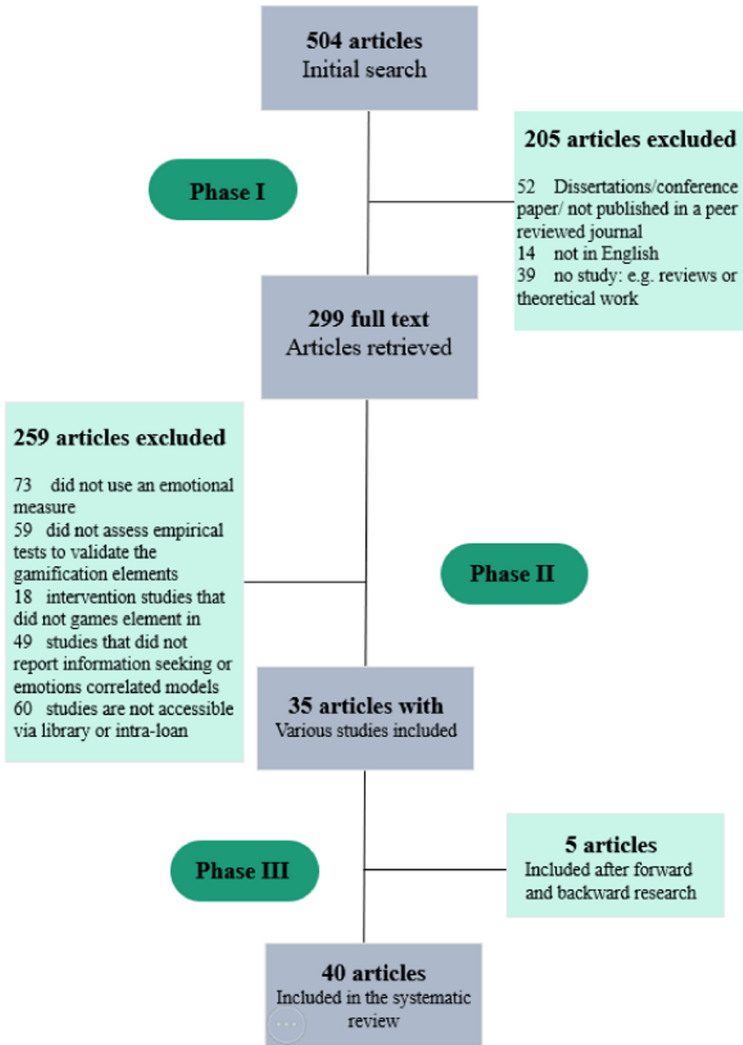 504 articles
Initial search
205 articles excluded
52 Dissertations/conference
paper/ not published in a peer
reviewed journal
14 not in English
39 no study: e.g. reviews or
theoretical work
Phase I
299 full text
Articles retrieved
259 articles excluded
73 did not use an emotional
measure
59 did not assess empirical
tests to validate the
gamification elements
18 intervention studies that
did not games element in
49 studies that did not
report information seeking or
emotions correlated models
60 studies are not accessible
via library or intra-loan
Phase II
35 articles with
Various studies included
Phase III
5 articles
Included after forward
and backward research
40 articles
Included in the systematic
review